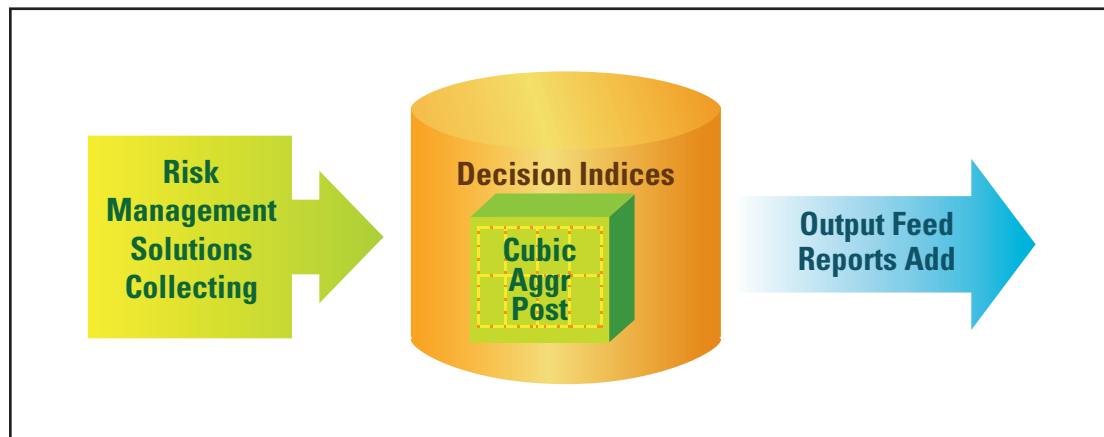 Risk
Management
Solutions
Collecting
Decision Indices
Cubic
Aggr
Post
Output Feed
Reports Add